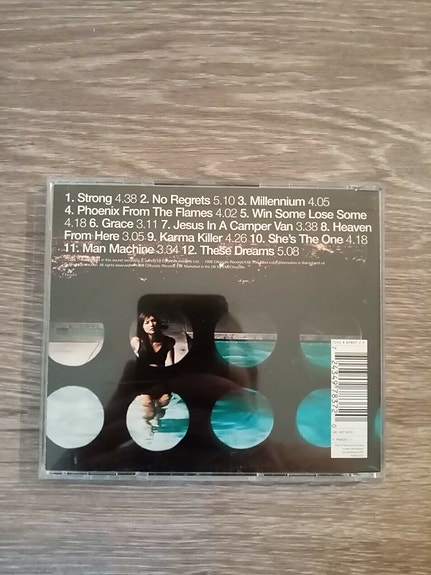 1. Strong 4.38 2. No Regrets 5.10 3. Millennium 4.05
4. Phoenix From The Flames 4.02 5. Win Some Lose Some
4.18 6. Grace 3.11 7. Jesus In A Camper Van 3.38 8. Heaven
From Here 3.05 9. Karma Killer 4.26 10. She's The One 4.18
11. Man Machine 3.34 12. These Dreams 5.08